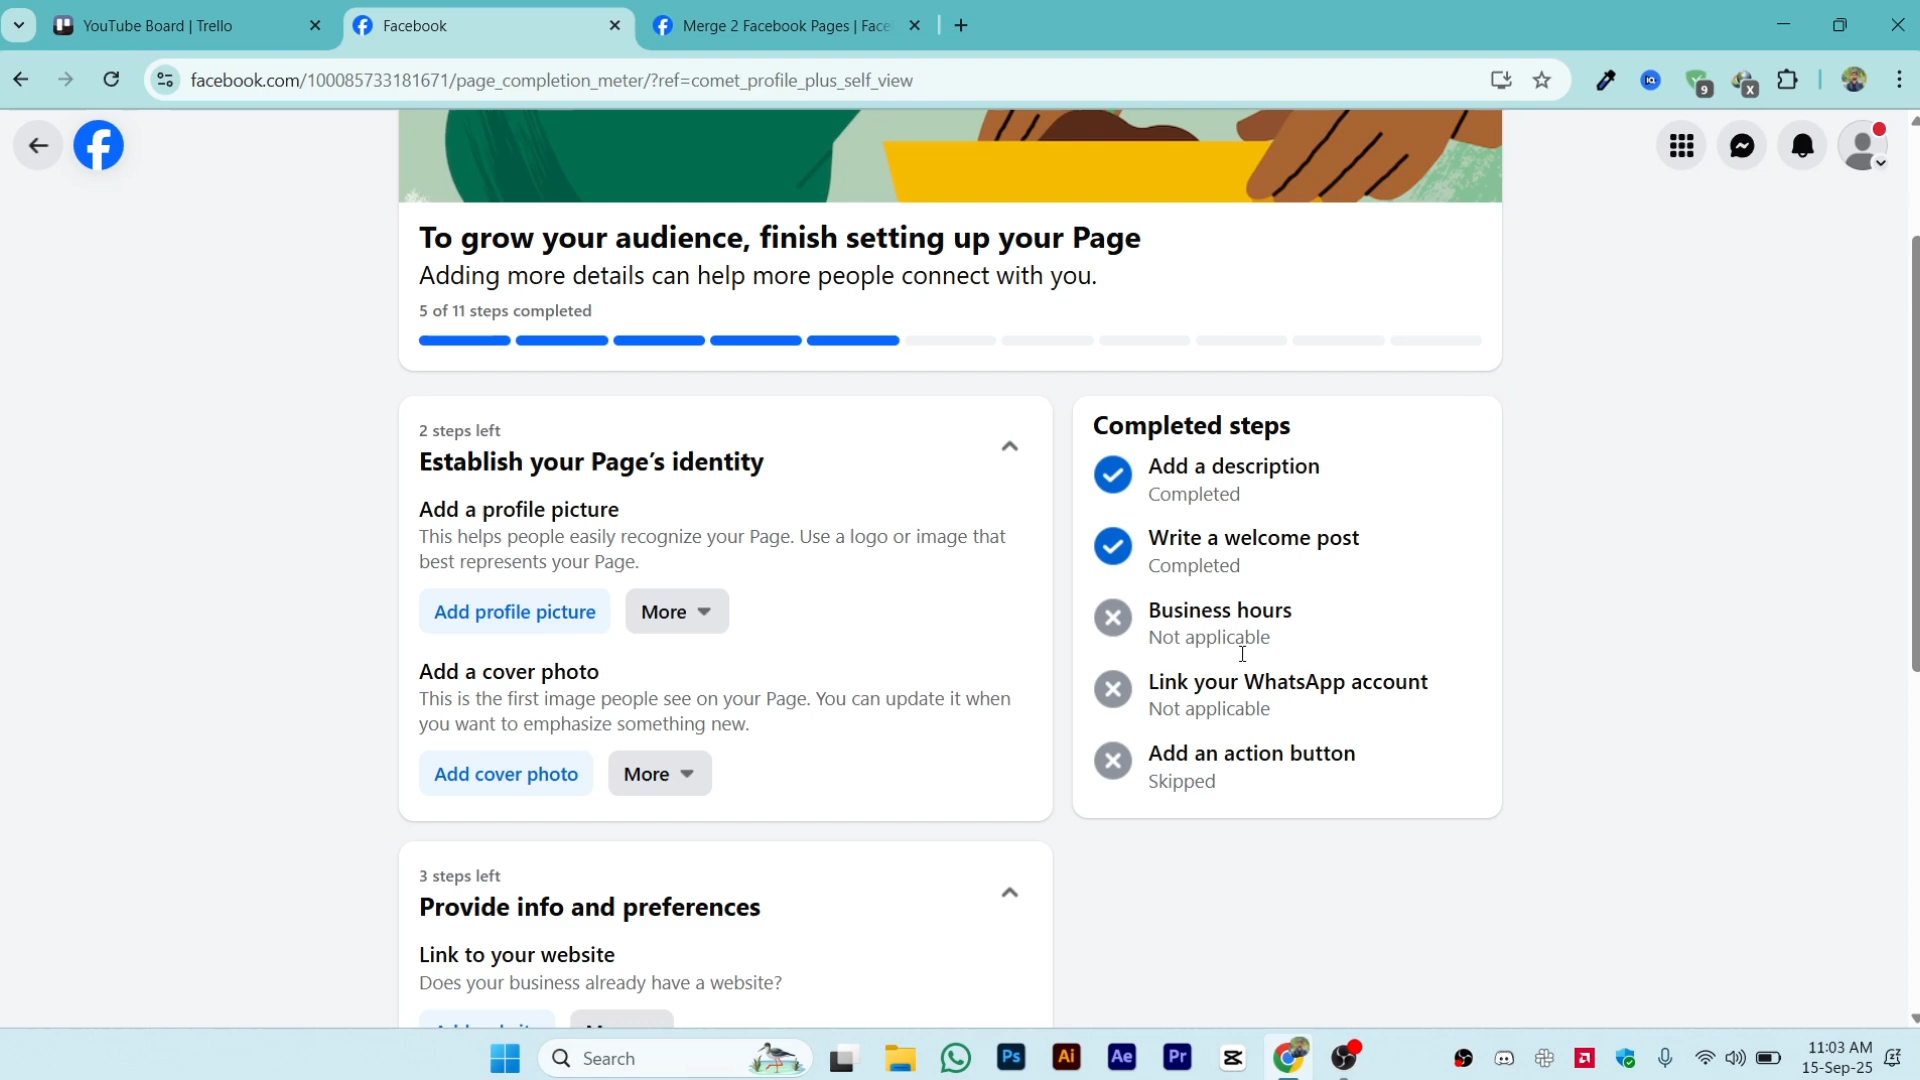 YouTube Board | Trello
Facebook
Merge 2 Facebook Pages | Face
facebook.com/100085733181671/page_completion_meter/?ref=comet_profile_plus_self_view
IQ
9
X
To grow your audience, finish setting up your Page
Adding more details can help more people connect with you.
5 of 11 steps completed
2 steps left
Establish your Page's identity
Add a profile picture
This helps people easily recognize your Page. Use a logo or image that
best represents your Page.
Add profile picture
More
Add a cover photo
This is the first image people see on your Page. You can update it when
you want to emphasize something new.
Add cover photo
More
Completed steps
Add a description
Completed
Write a welcome post
Completed
Business hours
Not applicable
Link your WhatsApp account
Not applicable
Add an action button
Skipped
3 steps left
Provide info and preferences
Link to your website
Does your business already have a website?
Search
Ps
Ai
Ae
Pr
11:03 AM
15-Sep-25